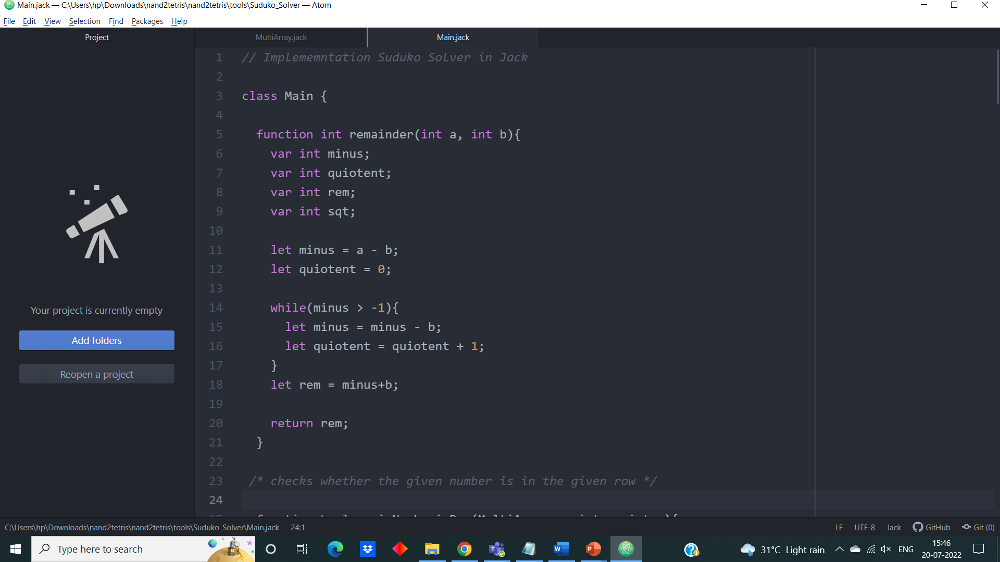 Main.jack — C:\Users\hp\Downloads\nand2tetris\nand2tetris\tools\Suduko_Solver — Atom
File Edit View Selection Find Packages Help
Project
MultiArray.jack Main.jack
1 // Implememntation Suduko Solver in Jack
2
3 class Main {
4
5 function int remainder(int a, int b){
6 var int minus;
7 var int quiotent;
8 var int rem;
9 var int sqt;
10
11 let minus = a - b;
12 let quiotent = 0;
13
14 while(minus > -1){
15 let minus = minus - b;
16 let quiotent = quiotent + 1;
17 }
18 let rem = minus+b;
19
20 return rem;
21 }
22
23 /* checks whether the given number is in the given row */
24
Your project is currently empty
Add folders
Reopen a project
C:\Users\hp\Downloads\nand2tetris\nand2tetris\tools\Suduko_Solver\Main.jack 24:1 LF UTF-8 Jack GitHub Git (0)
Type here to search
31°C Light rain ENG
15:46
20-07-2022